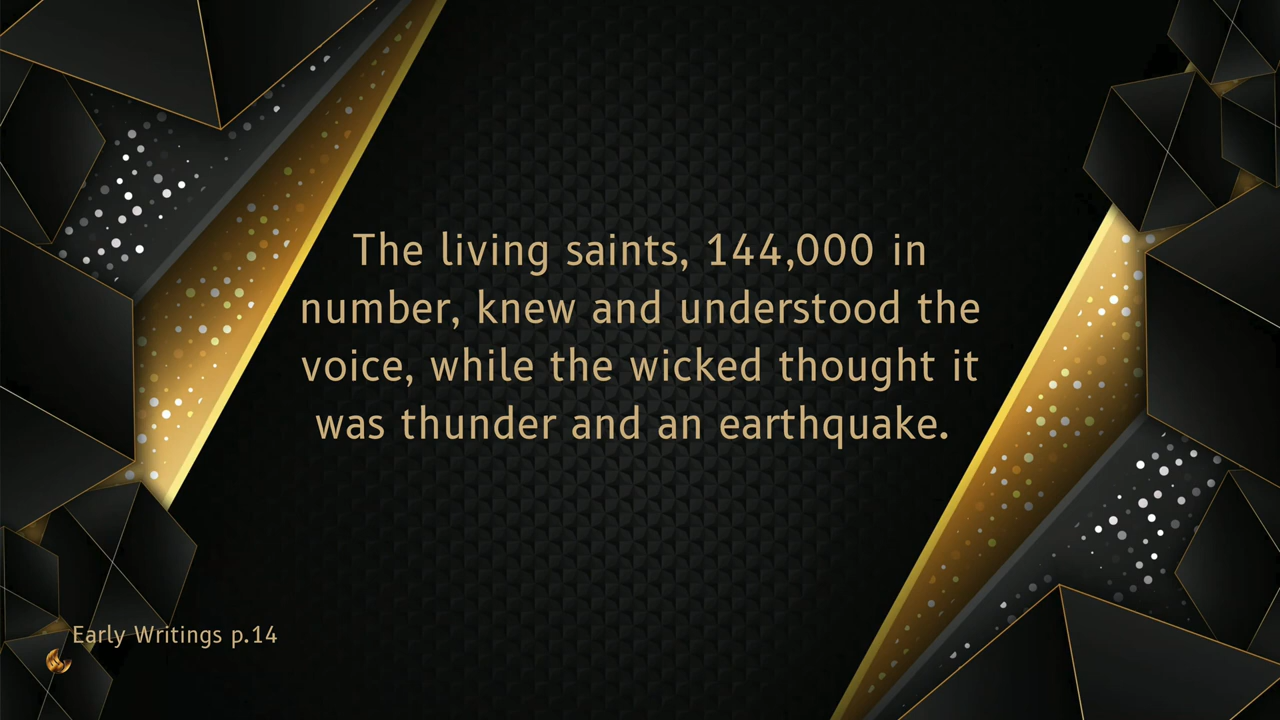 The living saints, 144,000 in
number, knew and understood the
voice, while the wicked thought it
was thunder and an earthquake.
Early Writings p.14